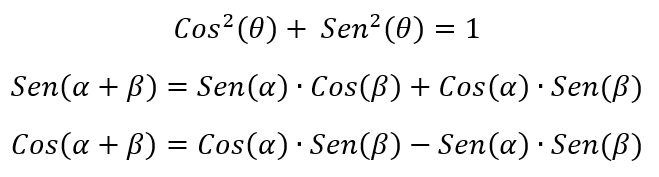 Cos²(θ) + Sen²(θ) = 1
Sen(α + β) = Sen(α) · Cos(β) + Cos(α) · Sen(β)
Cos(α + β) = Cos(α) · Sen(β) − Sen(α) · Sen(β)